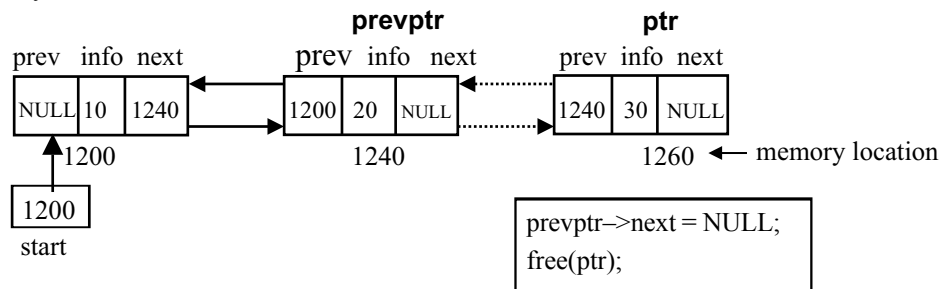 prevptr ptr
prev info next prev info next prev info next
NULL 10 1240 1200 20 NULL 1240 30 NULL
1200 1240 1260 memory location
1200
start
prevptr–>next = NULL;
free(ptr);